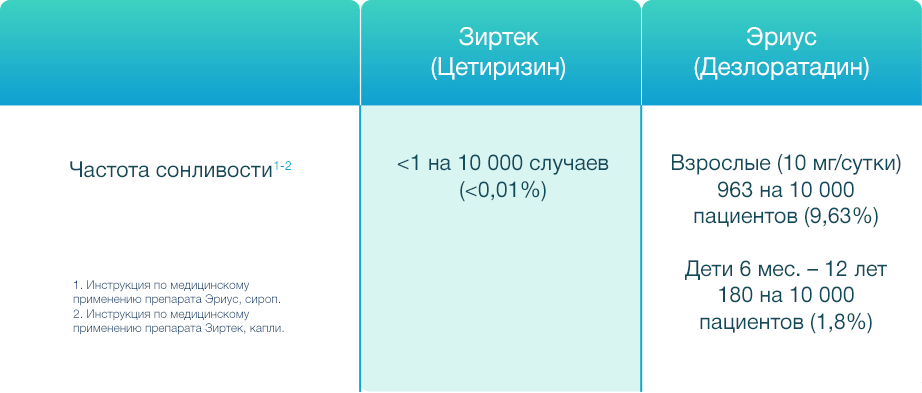 Зиртек
(Цетиризин)
Эриус
(Дезлоратадин)
Частота сонливости1-2
<1 на 10 000 случаев
(<0,01%)
Взрослые (10 мг/сутки)
963 на 10 000
пациентов (9,63%)
Дети 6 мес. – 12 лет
180 на 10 000
пациентов (1,8%)
1. Инструкция по медицинскому
применению препарата Эриус, сироп.
2. Инструкция по медицинскому
применению препарата Зиртек, капли.